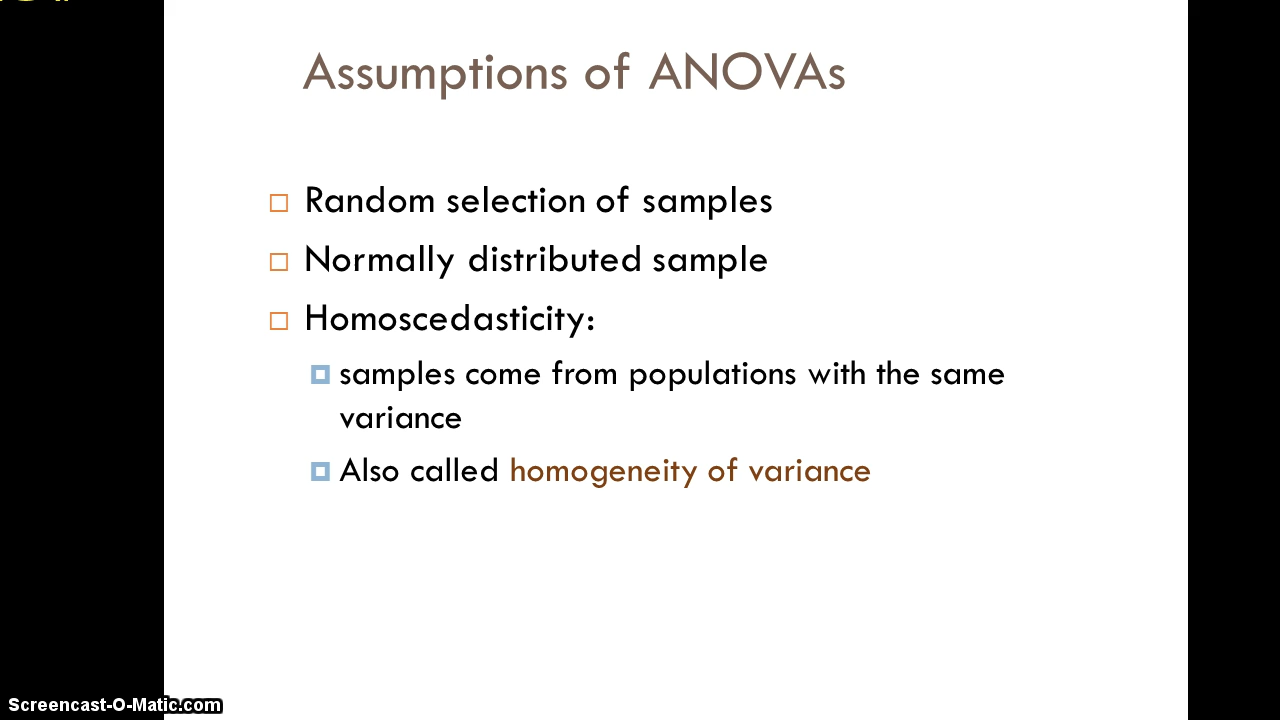 Assumptions of ANOVAs
Random selection of samples
Normally distributed sample
Homoscedasticity:
samples come from populations with the same
variance
Also called homogeneity of variance
Screencast-O-Matic.com